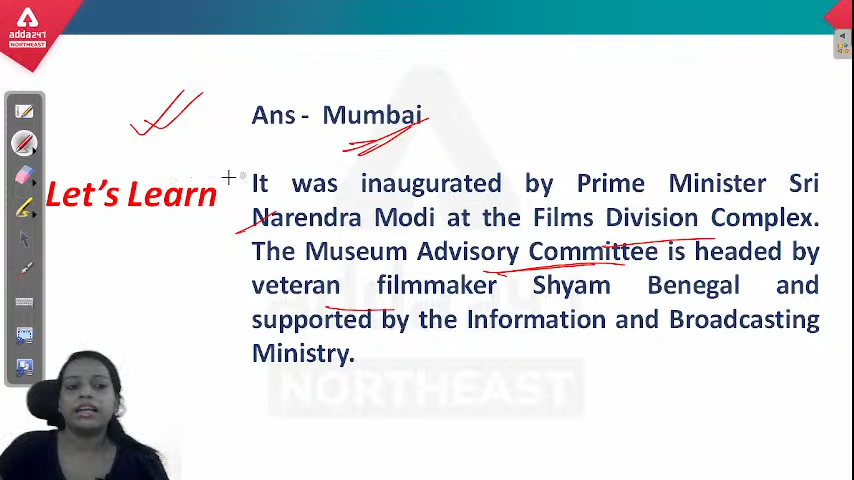 adda247
NORTHEAST
Ans - Mumbai
Let's Learn
It was inaugurated by Prime Minister Sri
Narendra Modi at the Films Division Complex.
The Museum Advisory Committee is headed by
veteran filmmaker Shyam Benegal and
supported by the Information and Broadcasting
Ministry.
adda247
NORTHEAST